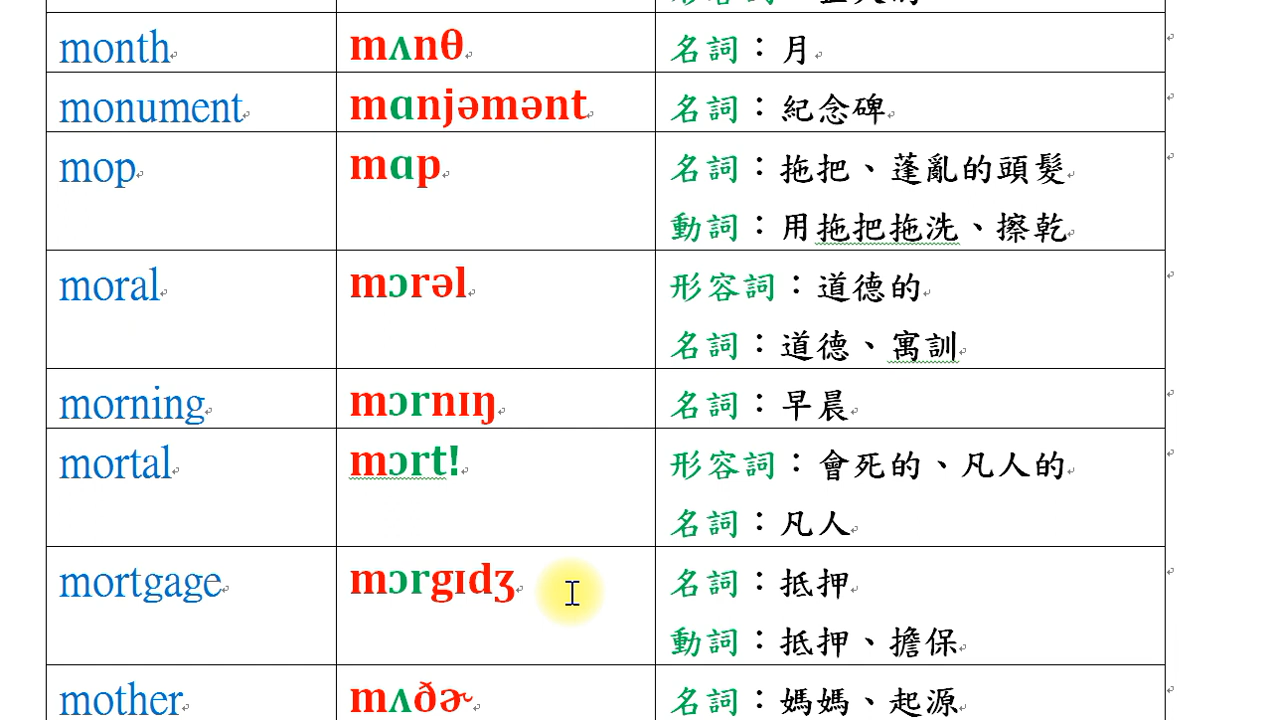 month mʌnθ 名詞：月
monument mɑnjəmənt 名詞：紀念碑
mop mɑp 名詞：拖把、蓬亂的頭髮
動詞：用拖把拖洗、擦乾
moral mɔrəl 形容詞：道德的
名詞：道德、寓訓
morning mɔrnɪŋ 名詞：早晨
mortal mɔrt! 形容詞：會死的、凡人的
名詞：凡人
mortgage mɔrgɪdʒ 名詞：抵押
動詞：抵押、擔保
mother mʌðɚ 名詞：媽媽、起源